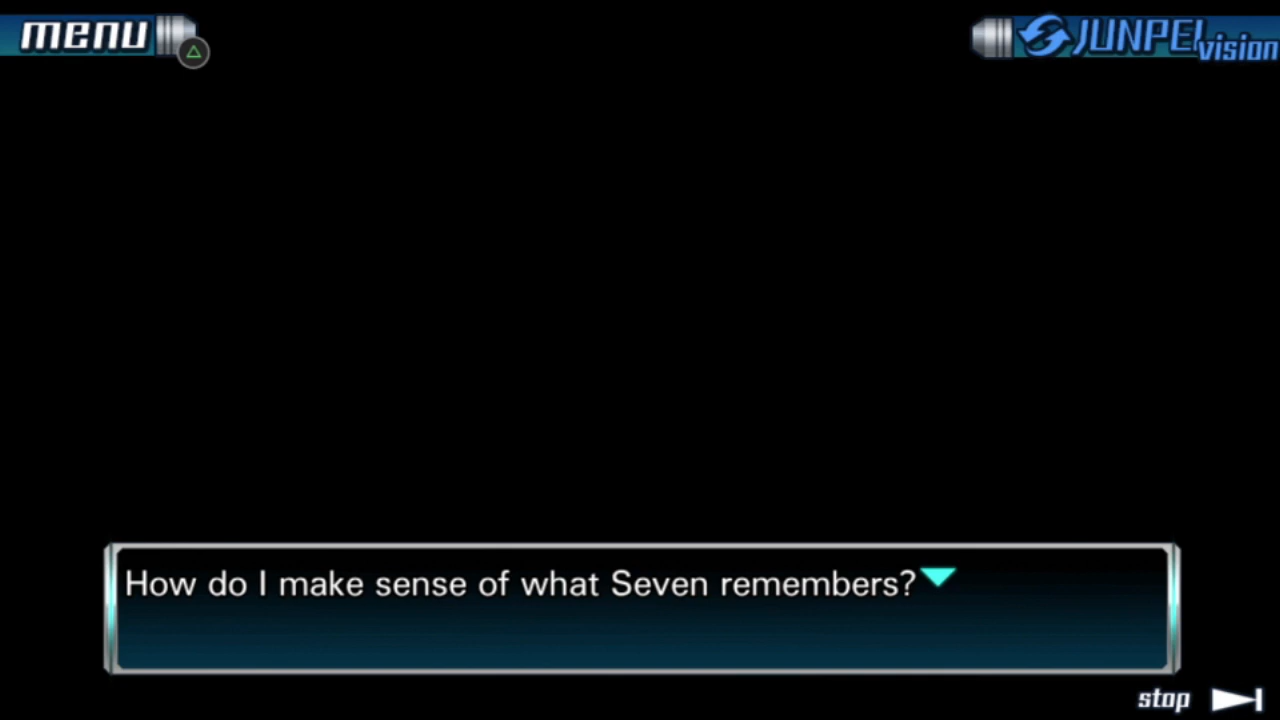 menu
JUNPEI
vision
How do I make sense of what Seven remembers?
stop